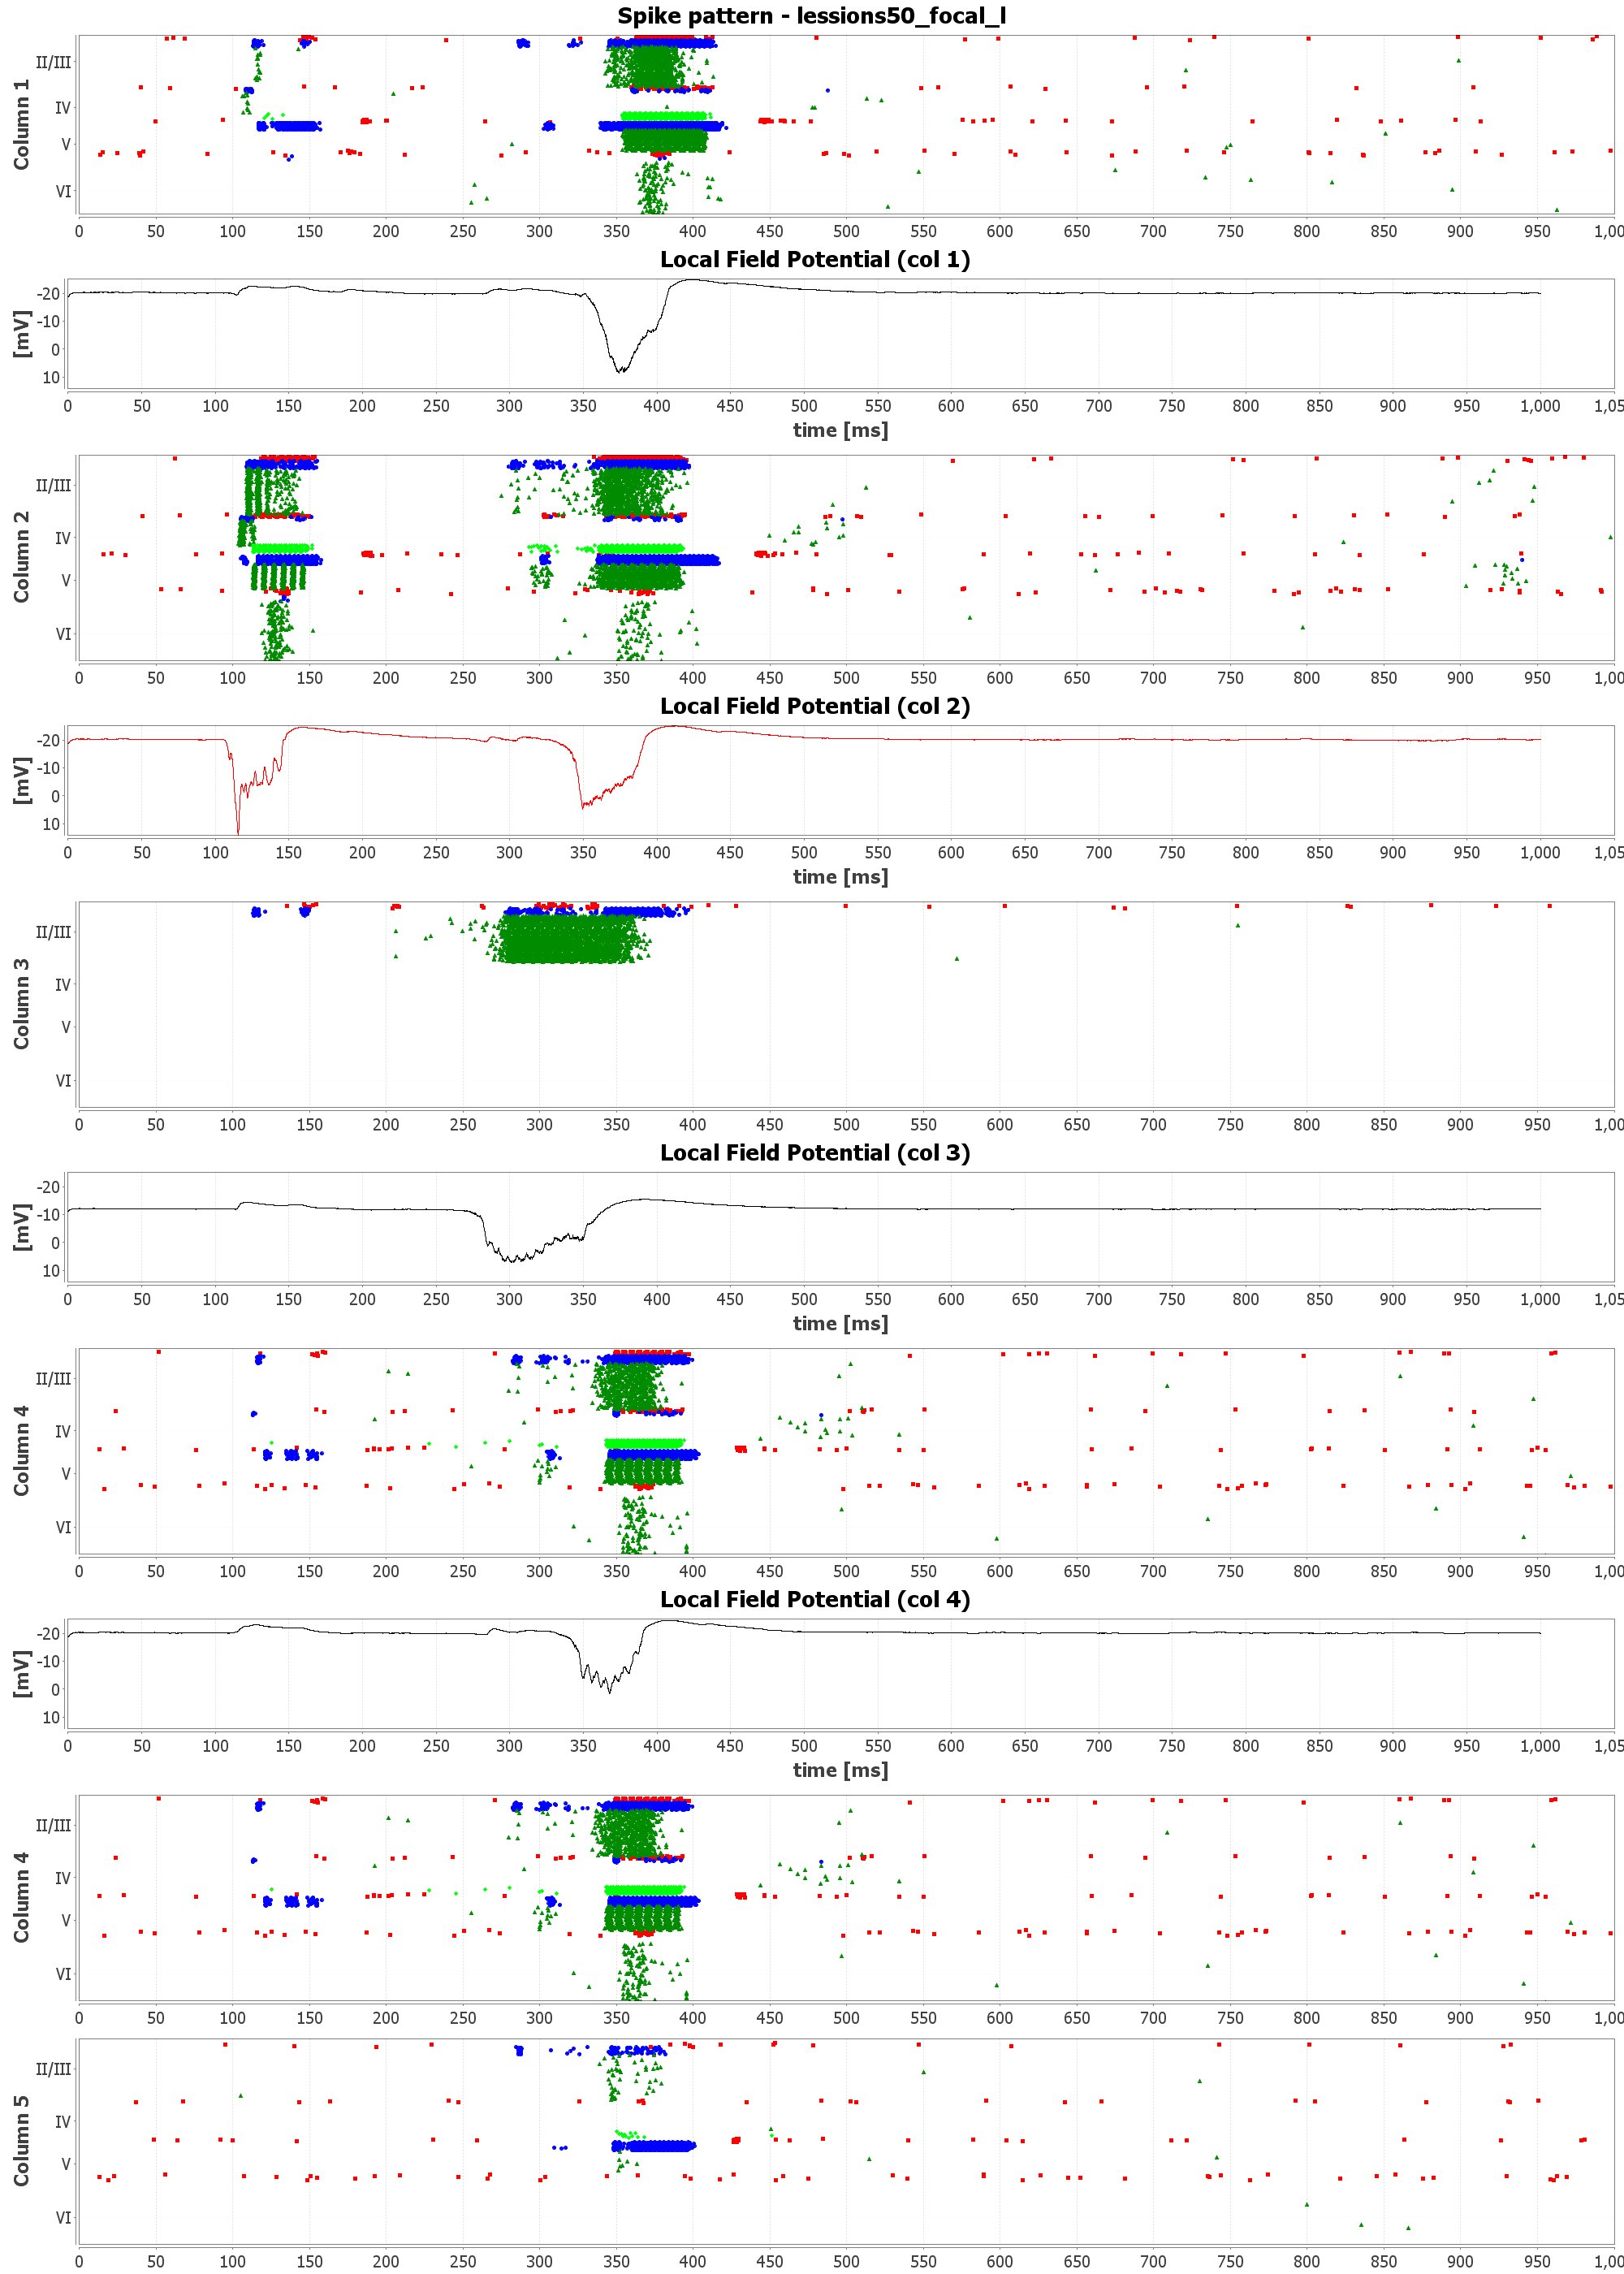 Spike pattern - lessions50_focal_l
Column 1
II/III
IV
V
VI
0 50 100 150 200 250 300 350 400 450 500 550 600 650 700 750 800 850 900 950 1,00
Local Field Potential (col 1)
[mV]
-20
-10
0
10
0 50 100 150 200 250 300 350 400 450 500 550 600 650 700 750 800 850 900 950 1,000 1,05
time [ms]
Column 2
II/III
IV
V
VI
0 50 100 150 200 250 300 350 400 450 500 550 600 650 700 750 800 850 900 950 1,00
Local Field Potential (col 2)
[mV]
-20
-10
0
10
0 50 100 150 200 250 300 350 400 450 500 550 600 650 700 750 800 850 900 950 1,000 1,05
time [ms]
Column 3
II/III
IV
V
VI
0 50 100 150 200 250 300 350 400 450 500 550 600 650 700 750 800 850 900 950 1,00
Local Field Potential (col 3)
[mV]
-20
-10
0
10
0 50 100 150 200 250 300 350 400 450 500 550 600 650 700 750 800 850 900 950 1,000 1,05
time [ms]
Column 4
II/III
IV
V
VI
0 50 100 150 200 250 300 350 400 450 500 550 600 650 700 750 800 850 900 950 1,00
Local Field Potential (col 4)
[mV]
-20
-10
0
10
0 50 100 150 200 250 300 350 400 450 500 550 600 650 700 750 800 850 900 950 1,000 1,05
time [ms]
Column 4
II/III
IV
V
VI
0 50 100 150 200 250 300 350 400 450 500 550 600 650 700 750 800 850 900 950 1,00
Column 5
II/III
IV
V
VI
0 50 100 150 200 250 300 350 400 450 500 550 600 650 700 750 800 850 900 950 1,00